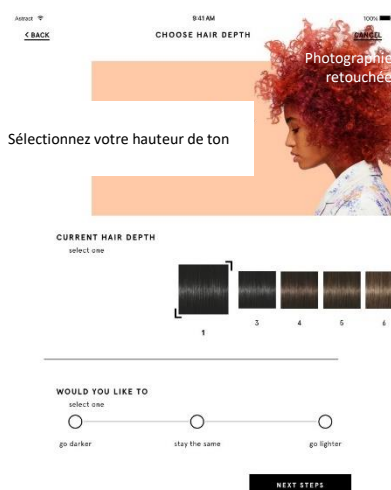 Astrast 9:41 AM 100%
< BACK CHOOSE HAIR DEPTH CANCEL
Photographie
retouchée
Sélectionnez votre hauteur de ton
CURRENT HAIR DEPTH
select one
1 3 4 5 6
WOULD YOU LIKE TO
select one
go darker stay the same go lighter
NEXT STEPS